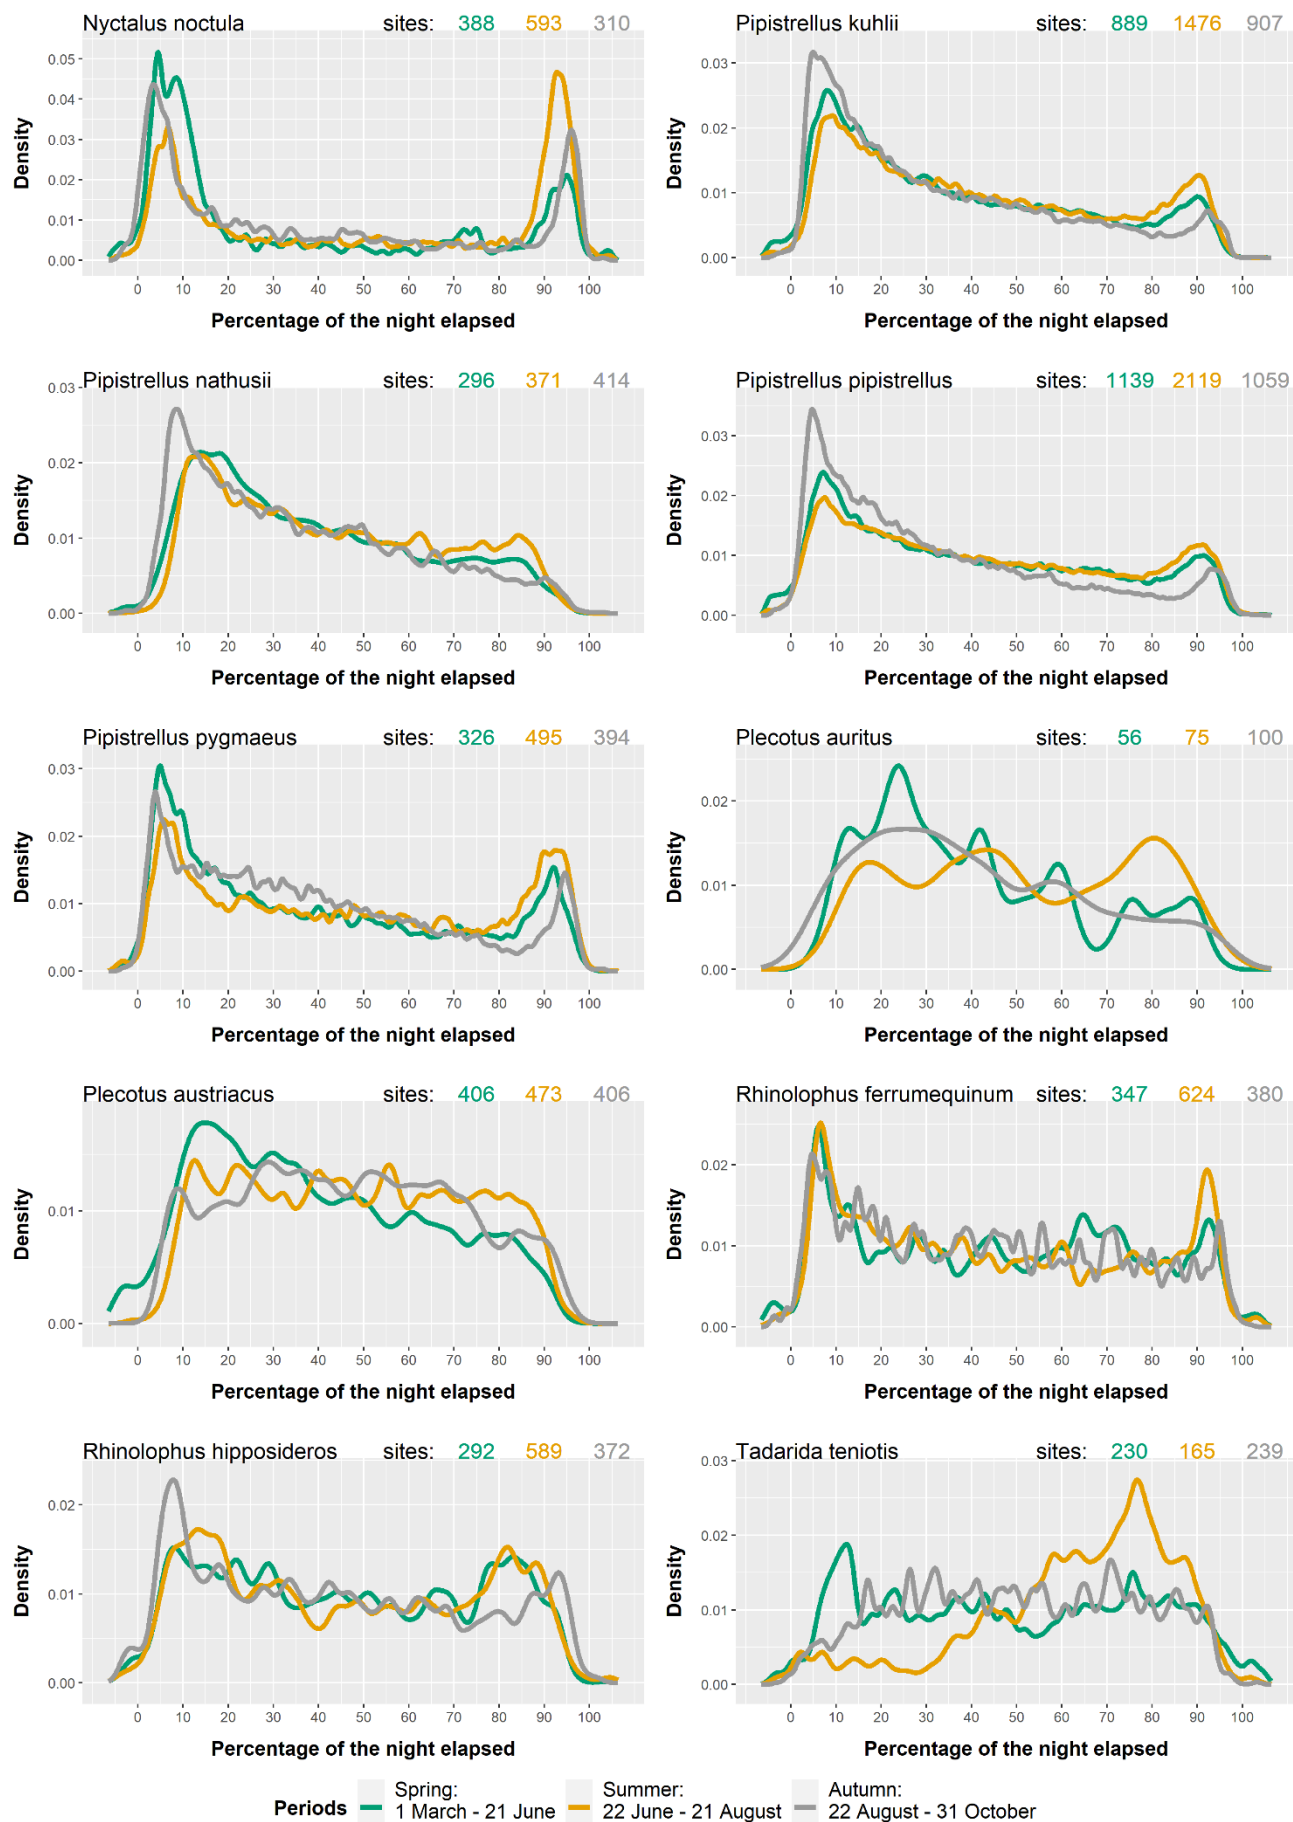 Nyctalus noctula sites: 388 593 310
0.05
0.04
0.03
0.02
0.01
0.00
Density
0 10 20 30 40 50 60 70 80 90 100
Percentage of the night elapsed
Pipistrellus kuhlii sites: 889 1476 907
0.03
0.02
0.01
0.00
Density
0 10 20 30 40 50 60 70 80 90 100
Percentage of the night elapsed
Pipistrellus nathusii sites: 296 371 414
0.03
0.02
0.01
0.00
Density
0 10 20 30 40 50 60 70 80 90 100
Percentage of the night elapsed
Pipistrellus pipistrellus sites: 1139 2119 1059
0.03
0.02
0.01
0.00
Density
0 10 20 30 40 50 60 70 80 90 100
Percentage of the night elapsed
Pipistrellus pygmaeus sites: 326 495 394
0.03
0.02
0.01
0.00
Density
0 10 20 30 40 50 60 70 80 90 100
Percentage of the night elapsed
Plecotus auritus sites: 56 75 100
0.02
0.01
0.00
Density
0 10 20 30 40 50 60 70 80 90 100
Percentage of the night elapsed
Plecotus austriacus sites: 406 473 406
0.01
0.00
Density
0 10 20 30 40 50 60 70 80 90 100
Percentage of the night elapsed
Rhinolophus ferrumequinum sites: 347 624 380
0.02
0.01
0.00
Density
0 10 20 30 40 50 60 70 80 90 100
Percentage of the night elapsed
Rhinolophus hipposideros sites: 292 589 372
0.02
0.01
0.00
Density
0 10 20 30 40 50 60 70 80 90 100
Percentage of the night elapsed
Tadarida teniotis sites: 230 165 239
0.03
0.02
0.01
0.00
Density
0 10 20 30 40 50 60 70 80 90 100
Percentage of the night elapsed
Periods
Spring:
1 March - 21 June
Summer:
22 June - 21 August
Autumn:
22 August - 31 October